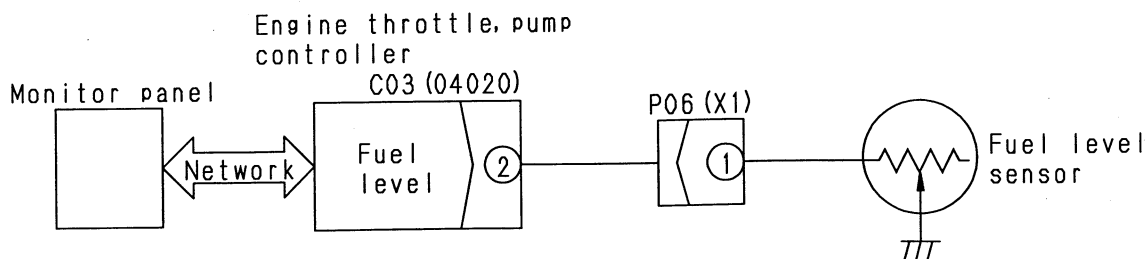 Engine throttle, pump
controller
C03 (04020)
Monitor panel
P06 (X1)
Network
Fuel
level
2
1
Fuel level
sensor